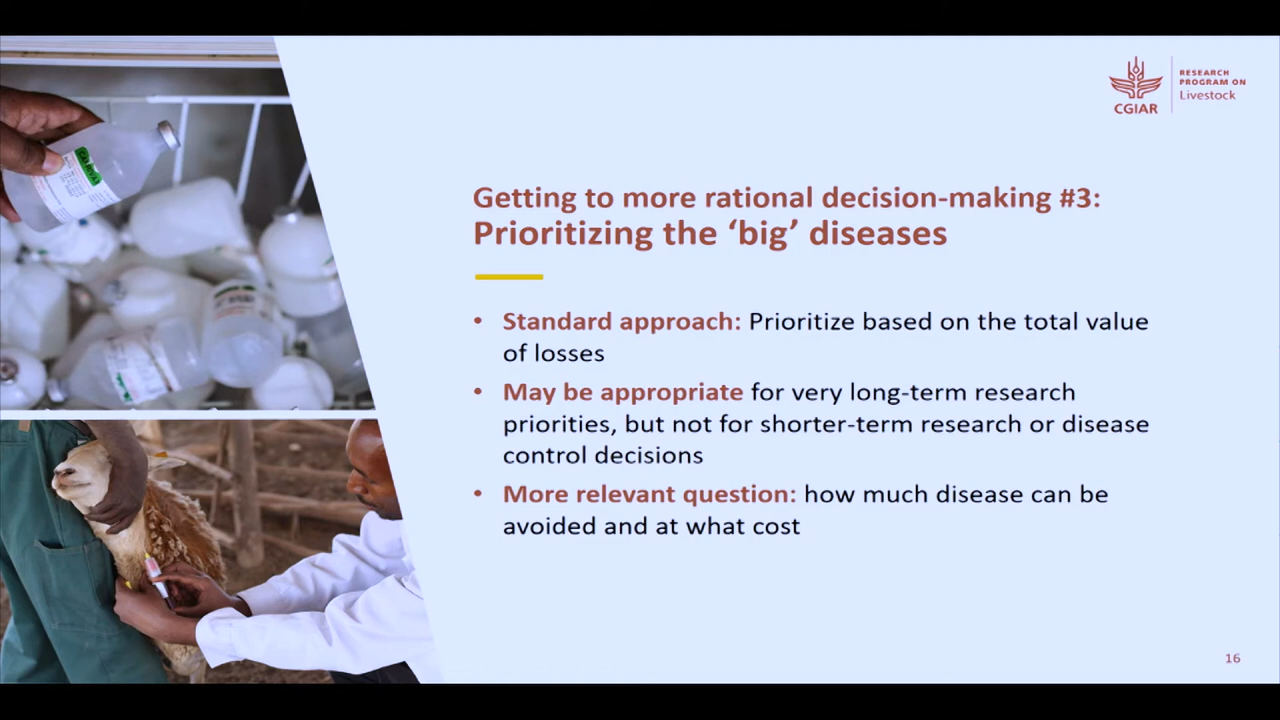 CGIAR
RESEARCH
PROGRAM ON
Livestock
Getting to more rational decision-making #3:
Prioritizing the ‘big’ diseases
• Standard approach: Prioritize based on the total value
of losses
• May be appropriate for very long-term research
priorities, but not for shorter-term research or disease
control decisions
• More relevant question: how much disease can be
avoided and at what cost
16